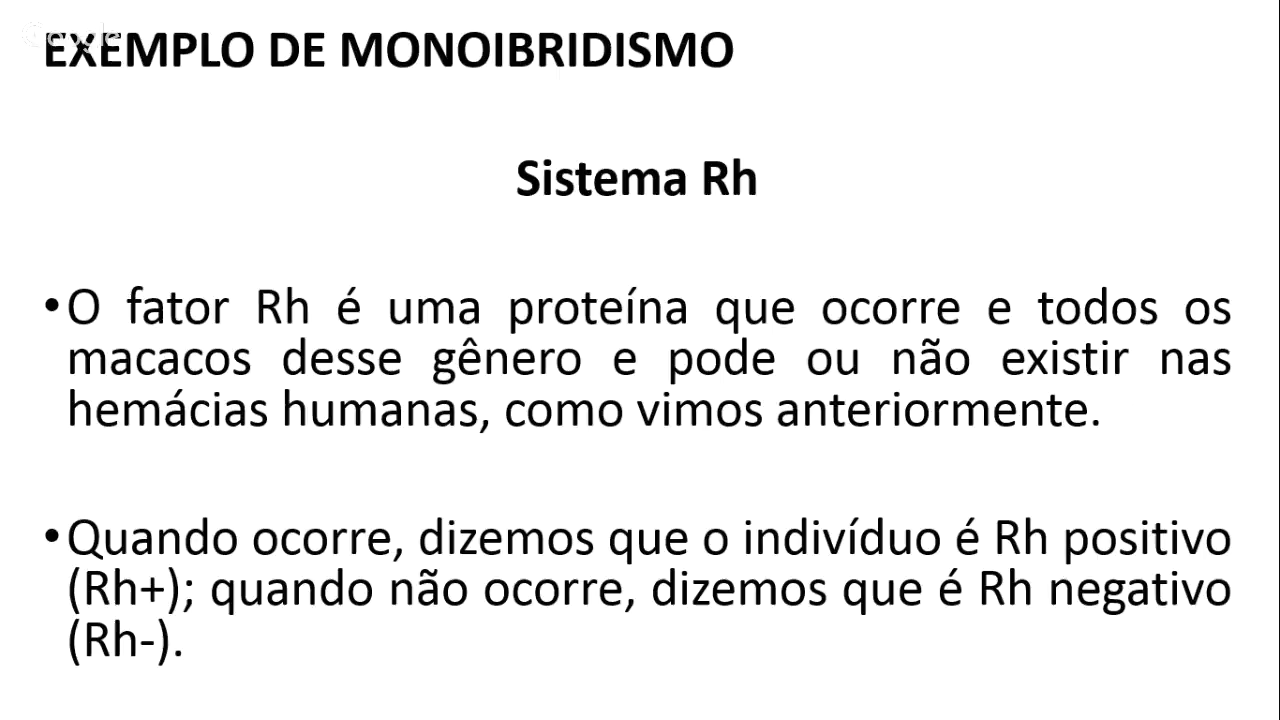 Google
EXEMPLO DE MONOIBRIDISMO
Sistema Rh
•O fator Rh é uma proteína que ocorre e todos os
macacos desse gênero e pode ou não existir nas
hemácias humanas, como vimos anteriormente.
•Quando ocorre, dizemos que o indivíduo é Rh positivo
(Rh+); quando não ocorre, dizemos que é Rh negativo
(Rh-).